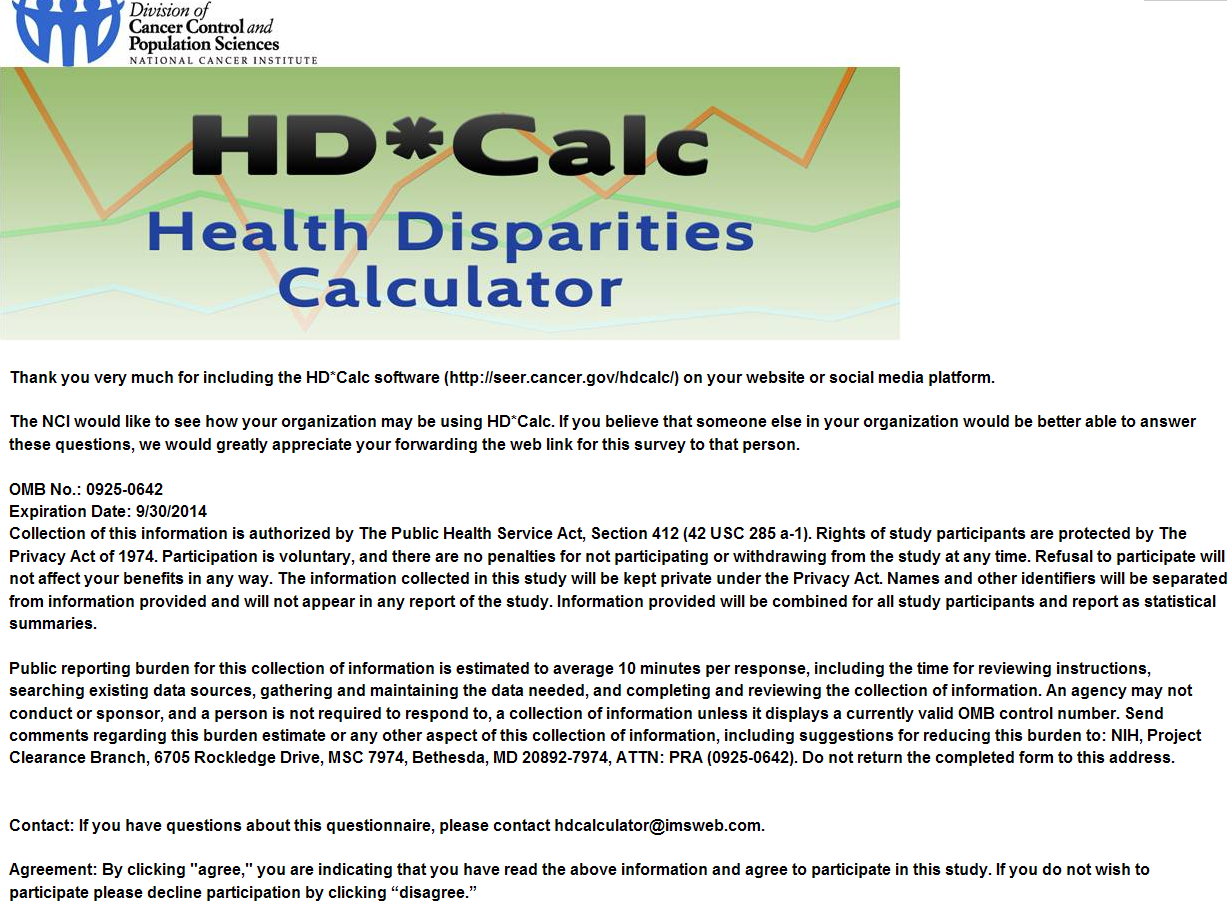 Division of
Cancer Control and
Population Sciences
NATIONAL CANCER INSTITUTE
HD*Calc
Health Disparities
Calculator
Thank you very much for including the HD*Calc software (http://seer.cancer.gov/hdcalc/) on your website or social media platform.
The NCI would like to see how your organization may be using HD*Calc. If you believe that someone else in your organization would be better able to answer
these questions, we would greatly appreciate your forwarding the web link for this survey to that person.
OMB No.: 0925-0642
Expiration Date: 9/30/2014
Collection of this information is authorized by The Public Health Service Act, Section 412 (42 USC 285 a-1). Rights of study participants are protected by The
Privacy Act of 1974. Participation is voluntary, and there are no penalties for not participating or withdrawing from the study at any time. Refusal to participate will
not affect your benefits in any way. The information collected in this study will be kept private under the Privacy Act. Names and other identifiers will be separated
from information provided and will not appear in any report of the study. Information provided will be combined for all study participants and report as statistical
summaries.
Public reporting burden for this collection of information is estimated to average 10 minutes per response, including the time for reviewing instructions,
searching existing data sources, gathering and maintaining the data needed, and completing and reviewing the collection of information. An agency may not
conduct or sponsor, and a person is not required to respond to, a collection of information unless it displays a currently valid OMB control number. Send
comments regarding this burden estimate or any other aspect of this collection of information, including suggestions for reducing this burden to: NIH, Project
Clearance Branch, 6705 Rockledge Drive, MSC 7974, Bethesda, MD 20892-7974, ATTN: PRA (0925-0642). Do not return the completed form to this address.
Contact: If you have questions about this questionnaire, please contact hdcalculator@imsweb.com.
Agreement: By clicking "agree," you are indicating that you have read the above information and agree to participate in this study. If you do not wish to
participate please decline participation by clicking “disagree.”